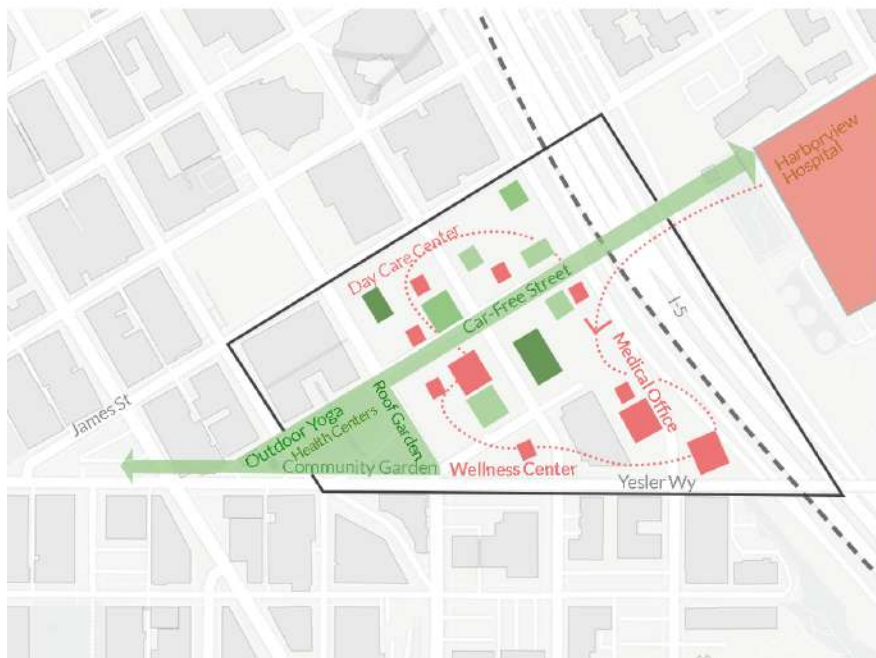 Harborview
Hospital
Day Care Center
Car-Free Street
I-5
Medical Office
James St
Outdoor Yoga
Health Centers
Roof Garden
Community Garden
Wellness Center
Yesler Wy